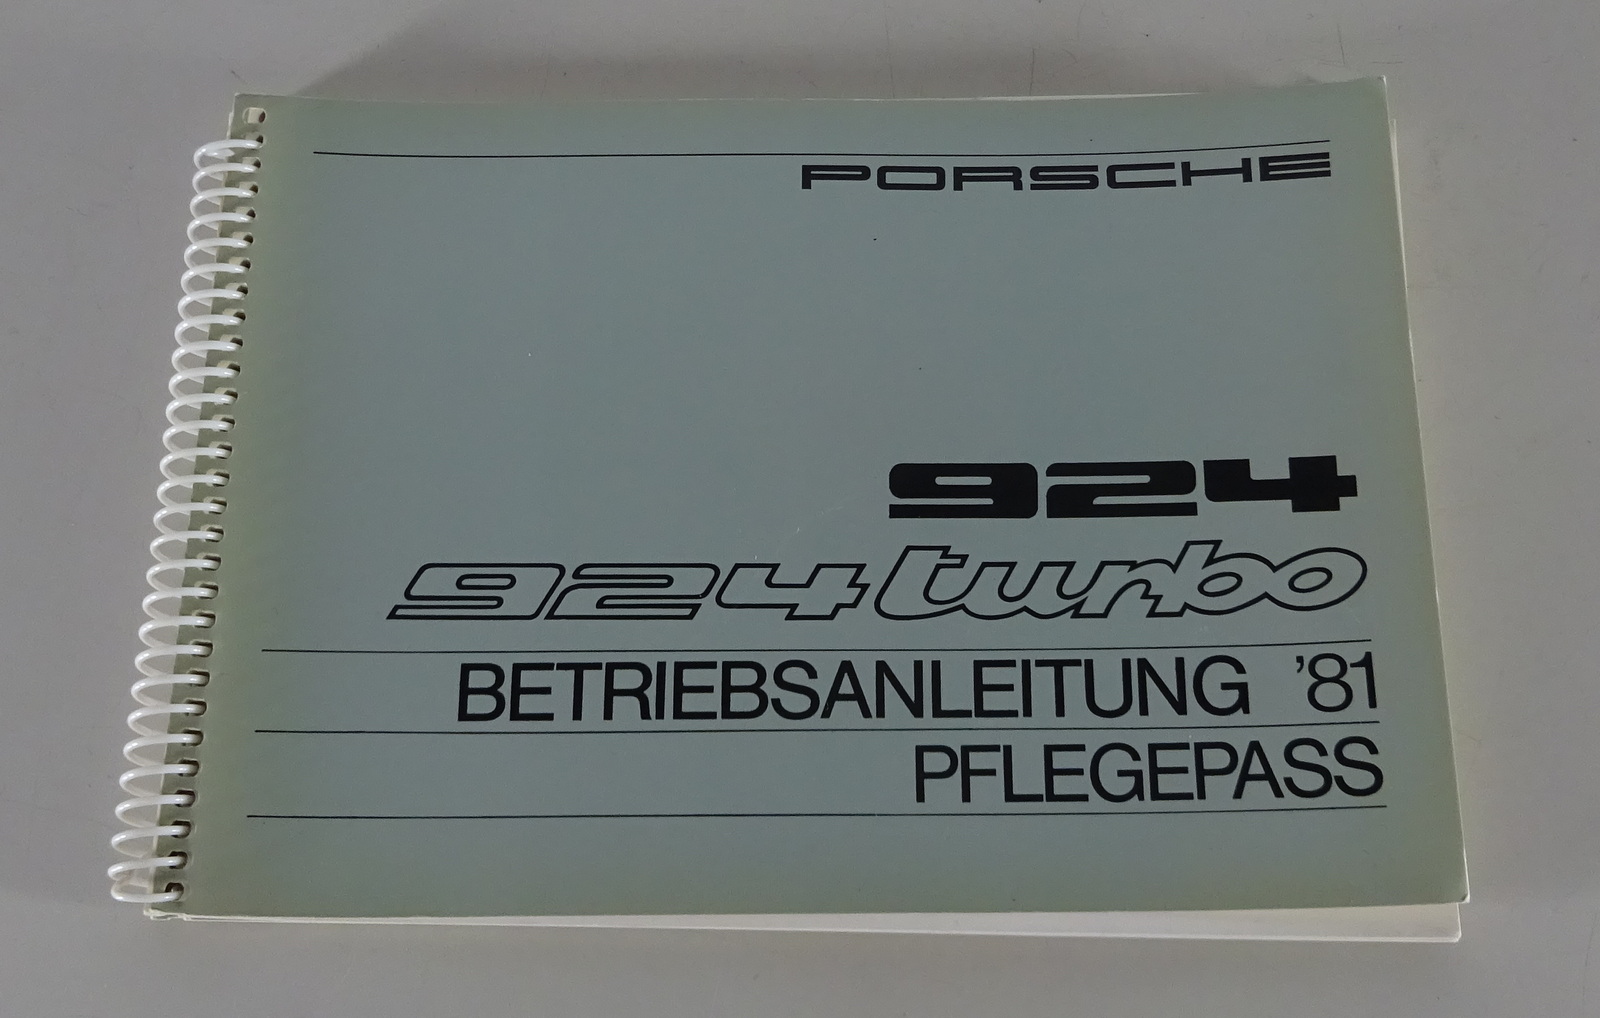 PORSCHE
924
924 turbo
BETRIEBSANLEITUNG '81
PFLEGEPASS